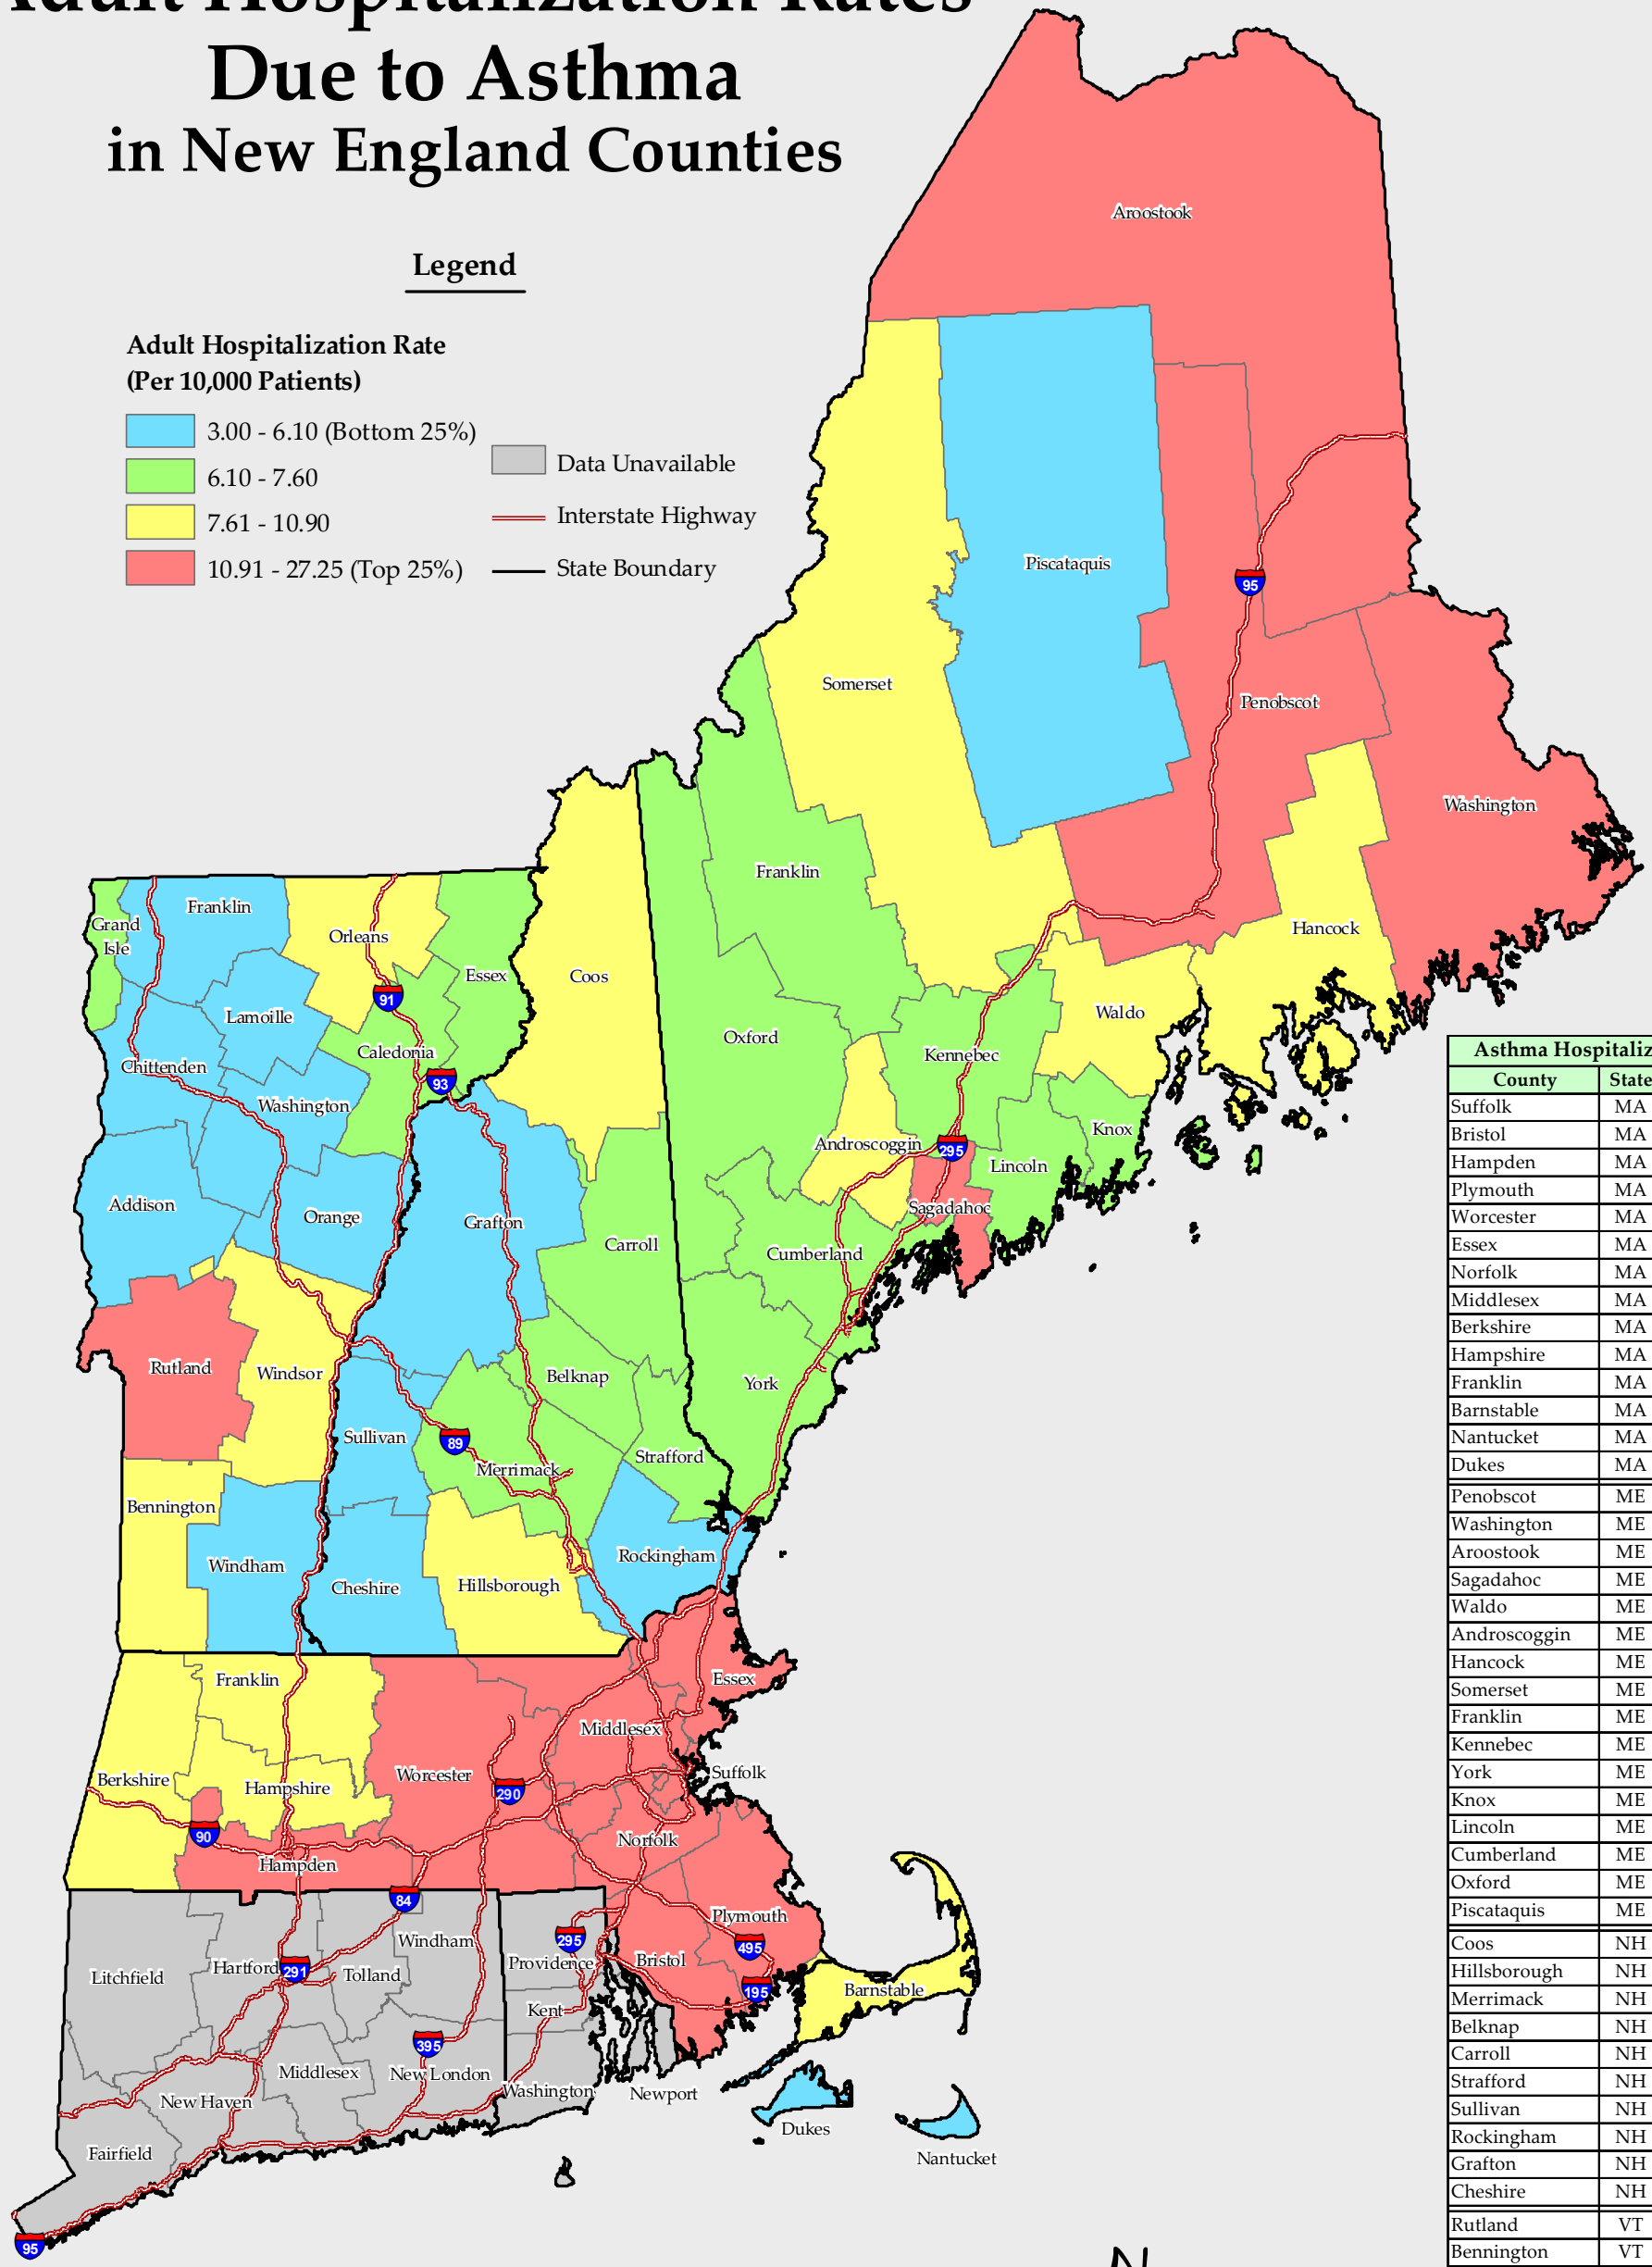 Adult Hospitalization Rates
Due to Asthma
in New England Counties
Legend
Adult Hospitalization Rate
(Per 10,000 Patients)
3.00 - 6.10 (Bottom 25%)
6.10 - 7.60
7.61 - 10.90
10.91 - 27.25 (Top 25%)
Data Unavailable
Interstate Highway
State Boundary
Aroostook
Piscataquis
95
Somerset
Penobscot
Washington
Franklin
Hancock
Franklin
Grand
Isle
Orleans
Essex
Coos
91
Lamoille
Waldo
Oxford
Kennebec
Caledonia
Chittenden
93
Washington
Knox
Androscoggin
295
Lincoln
Addison
Orange
Grafton
Sagadahoc
Carroll
Cumberland
Rutland
Windsor
Belknap
York
Sullivan
89
Strafford
Merrimack
Bennington
Rockingham
Windham
Cheshire
Hillsborough
Franklin
Essex
Middlesex
Berkshire
Hampshire
Worcester
Suffolk
290
90
Norfolk
Hampden
84
Plymouth
Windham
295
495
Litchfield
Hartford
291
Tolland
Providence
Bristol
195
Barnstable
Kent
395
Middlesex
New London
Washington
Newport
New Haven
Dukes
Fairfield
Nantucket
95
N
Asthma Hospitaliz
County State
Suffolk MA
Bristol MA
Hampden MA
Plymouth MA
Worcester MA
Essex MA
Norfolk MA
Middlesex MA
Berkshire MA
Hampshire MA
Franklin MA
Barnstable MA
Nantucket MA
Dukes MA
Penobscot ME
Washington ME
Aroostook ME
Sagadahoc ME
Waldo ME
Androscoggin ME
Hancock ME
Somerset ME
Franklin ME
Kennebec ME
York ME
Knox ME
Lincoln ME
Cumberland ME
Oxford ME
Piscataquis ME
Coos NH
Hillsborough NH
Merrimack NH
Belknap NH
Carroll NH
Strafford NH
Sullivan NH
Rockingham NH
Grafton NH
Cheshire NH
Rutland VT
Bennington VT